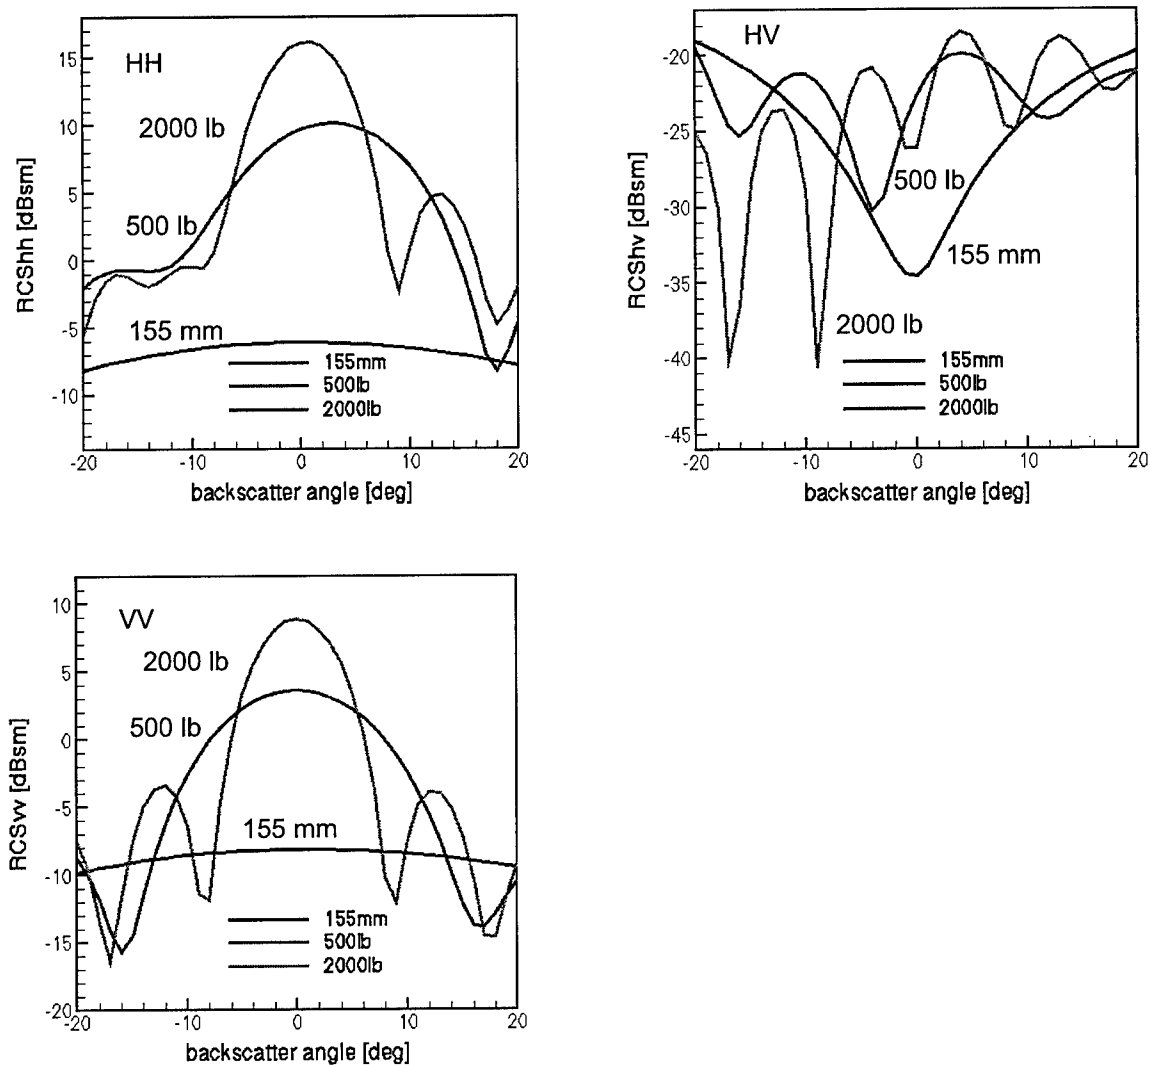 HH
RCShh [dBsm]
15
10
5
0
-5
-10
2000 lb
500 lb
155 mm
155mm
500lb
2000lb
-20
-10
0
10
20
backscatter angle [deg]
HV
RCShv [dBsm]
-20
-25
-30
-35
-40
-45
500 lb
155 mm
2000 lb
155mm
500lb
2000lb
-20
-10
0
10
20
backscatter angle [deg]
VV
RCSvv [dBsm]
10
5
0
-5
-10
-15
-20
2000 lb
500 lb
155 mm
155mm
500lb
2000lb
-20
-10
0
10
20
backscatter angle [deg]